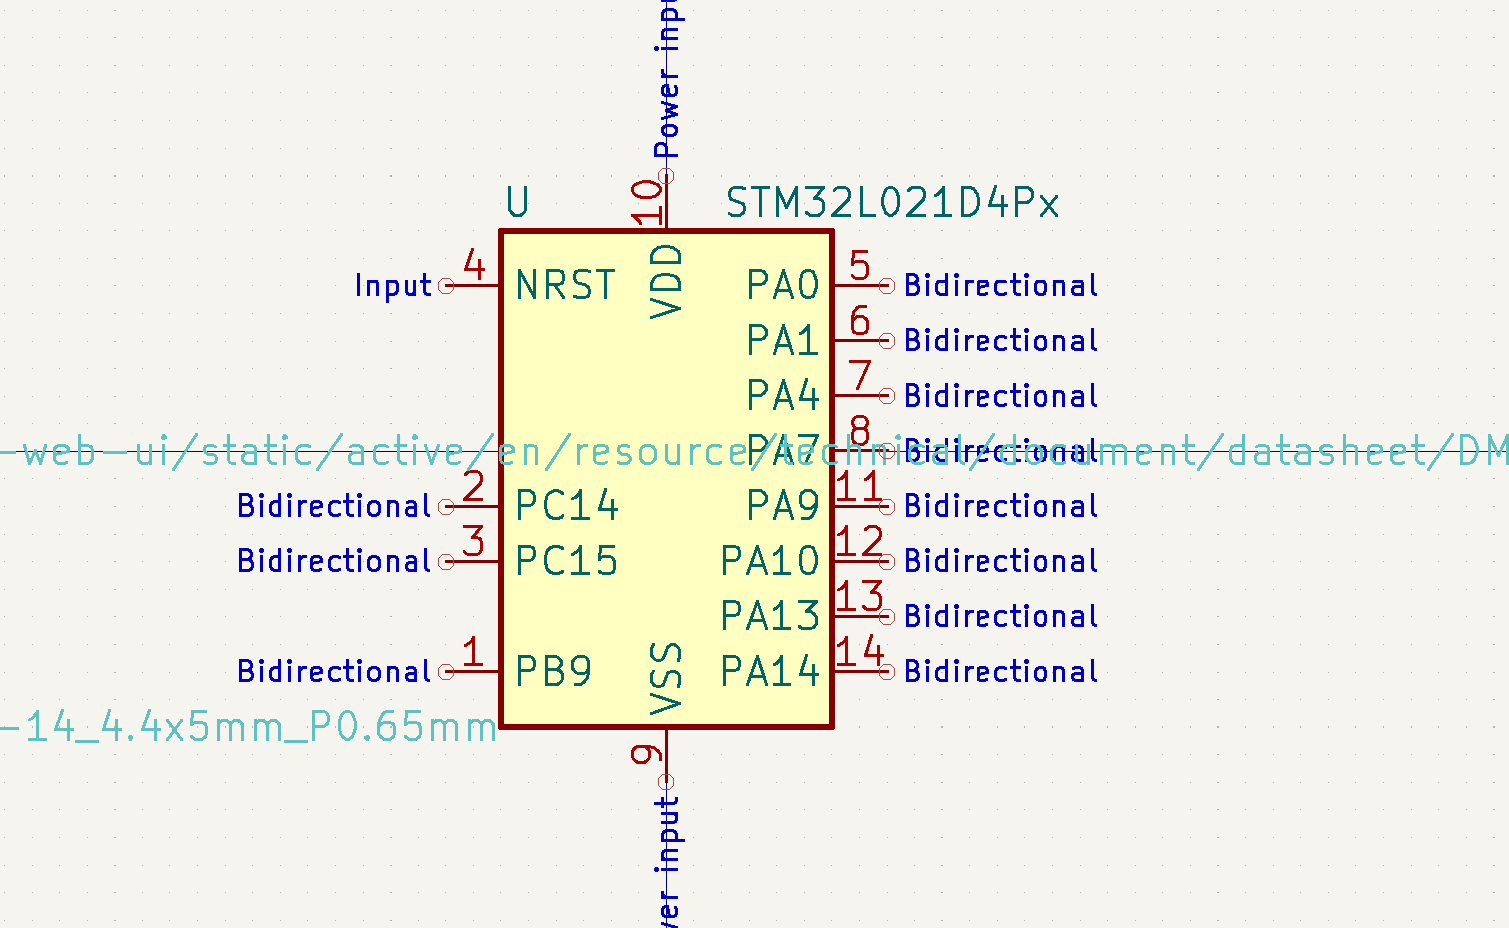 Power inpu
10
U
STM32L021D4Px
VDD
Input
4
NRST
PA0
5
Bidirectional
PA1
6
Bidirectional
PA4
7
Bidirectional
PA7
8
Bidirectional
-web-ui/static/active/en/resource/technical/document/datasheet/DM
Bidirectional
2
PC14
PA9
11
Bidirectional
Bidirectional
3
PC15
PA10
12
Bidirectional
PA13
13
Bidirectional
Bidirectional
1
PB9
VSS
PA14
14
Bidirectional
-14_4.4x5mm_P0.65mm
9
wer input